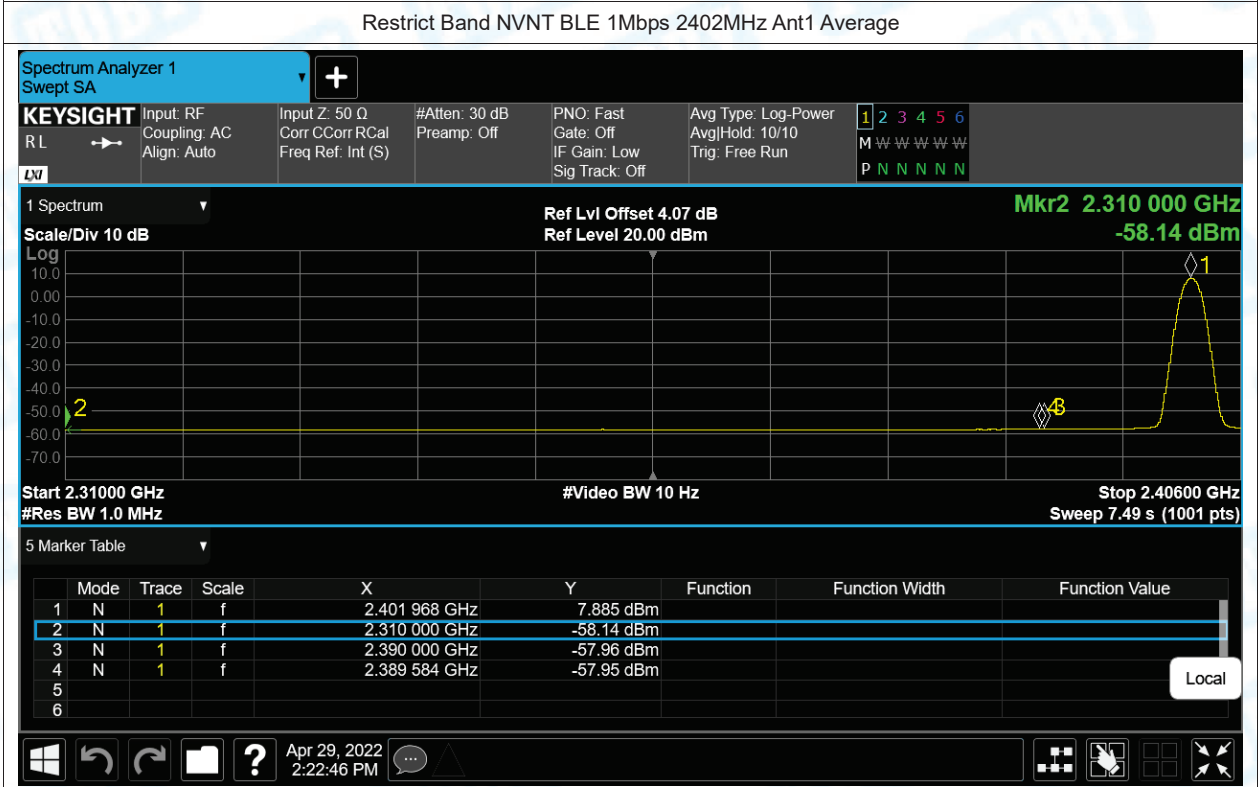 Restrict Band NVNT BLE 1Mbps 2402MHz Ant1 Average
Spectrum Analyzer 1
Swept SA
KEYSIGHT
R L
LXI
Input: RF
Coupling: AC
Align: Auto
Input Z: 50 Ω
Corr CCorr RCal
Freq Ref: Int (S)
#Atten: 30 dB
Preamp: Off
PNO: Fast
Gate: Off
IF Gain: Low
Sig Track: Off
Avg Type: Log-Power
Avg|Hold: 10/10
Trig: Free Run
1 2 3 4 5 6
M W W W W W
P N N N N N
1 Spectrum
Scale/Div 10 dB
Ref Lvl Offset 4.07 dB
Ref Level 20.00 dBm
Mkr2 2.310 000 GHz
-58.14 dBm
Log
10.0
0.00
-10.0
-20.0
-30.0
-40.0
-50.0
-60.0
-70.0
1
2
4 3
Start 2.31000 GHz
#Res BW 1.0 MHz
#Video BW 10 Hz
Stop 2.40600 GHz
Sweep 7.49 s (1001 pts)
5 Marker Table
Mode Trace Scale X Y Function Function Width Function Value
1 N 1 f 2.401 968 GHz 7.885 dBm
2 N 1 f 2.310 000 GHz -58.14 dBm
3 N 1 f 2.390 000 GHz -57.96 dBm
4 N 1 f 2.389 584 GHz -57.95 dBm
5
6
Local
?
Apr 29, 2022
2:22:46 PM